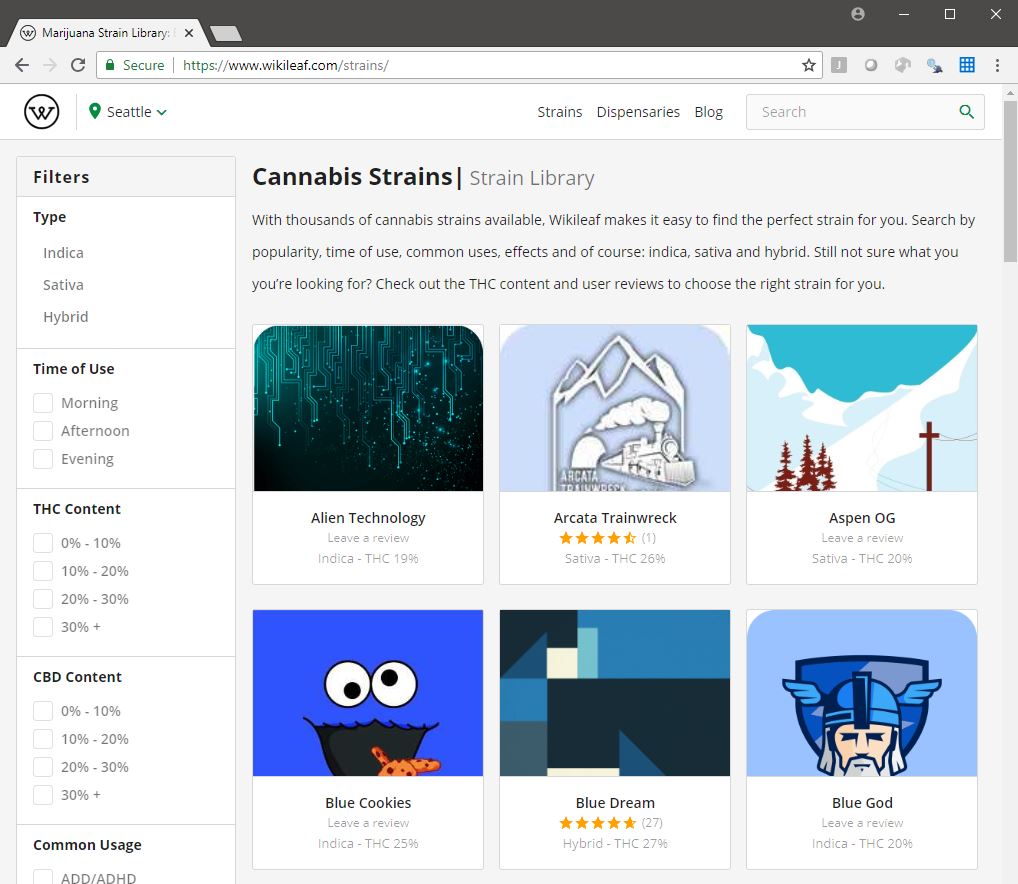 Marijuana Strain Library:
Secure
https://www.wikileaf.com/strains/
J
W
Seattle
Strains
Dispensaries
Blog
Search
Filters
Type
Indica
Sativa
Hybrid
Time of Use
Morning
Afternoon
Evening
THC Content
0% - 10%
10% - 20%
20% - 30%
30% +
CBD Content
0% - 10%
10% - 20%
20% - 30%
30% +
Common Usage
ADD/ADHD
Cannabis Strains| Strain Library
With thousands of cannabis strains available, Wikileaf makes it easy to find the perfect strain for you. Search by
popularity, time of use, common uses, effects and of course: indica, sativa and hybrid. Still not sure what you
you're looking for? Check out the THC content and user reviews to choose the right strain for you.
Alien Technology
Leave a review
Indica - THC 19%
ARCATA
TRAINWRECK
Arcata Trainwreck
(1)
Sativa - THC 26%
Aspen OG
Leave a review
Sativa - THC 20%
Blue Cookies
Leave a review
Indica - THC 25%
Blue Dream
(27)
Hybrid - THC 27%
Blue God
Leave a review
Indica - THC 20%